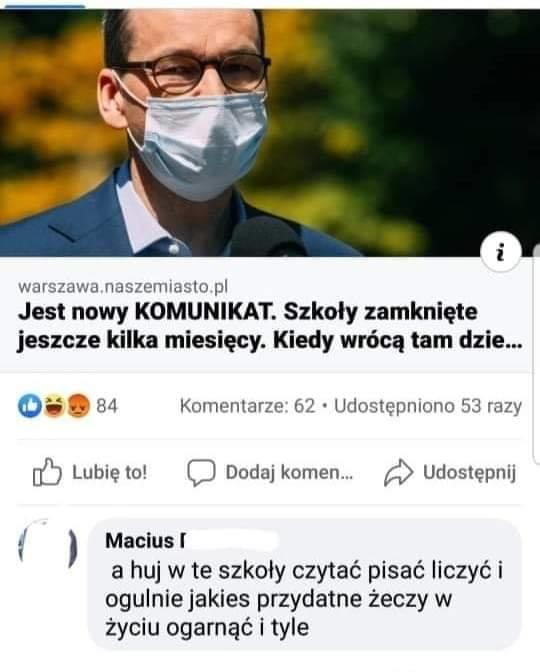 warszawa.naszemiasto.pl
Jest nowy KOMUNIKAT. Szkoły zamknięte
jeszcze kilka miesięcy. Kiedy wrócą tam dzie...
84 Komentarze: 62 • Udostępniono 53 razy
Lubię to! Dodaj komen... Udostępnij
Macius
a huj w te szkoły czytać pisać liczyć i
ogulnie jakies przydatne żeczy w
życiu ogarnąć i tyle